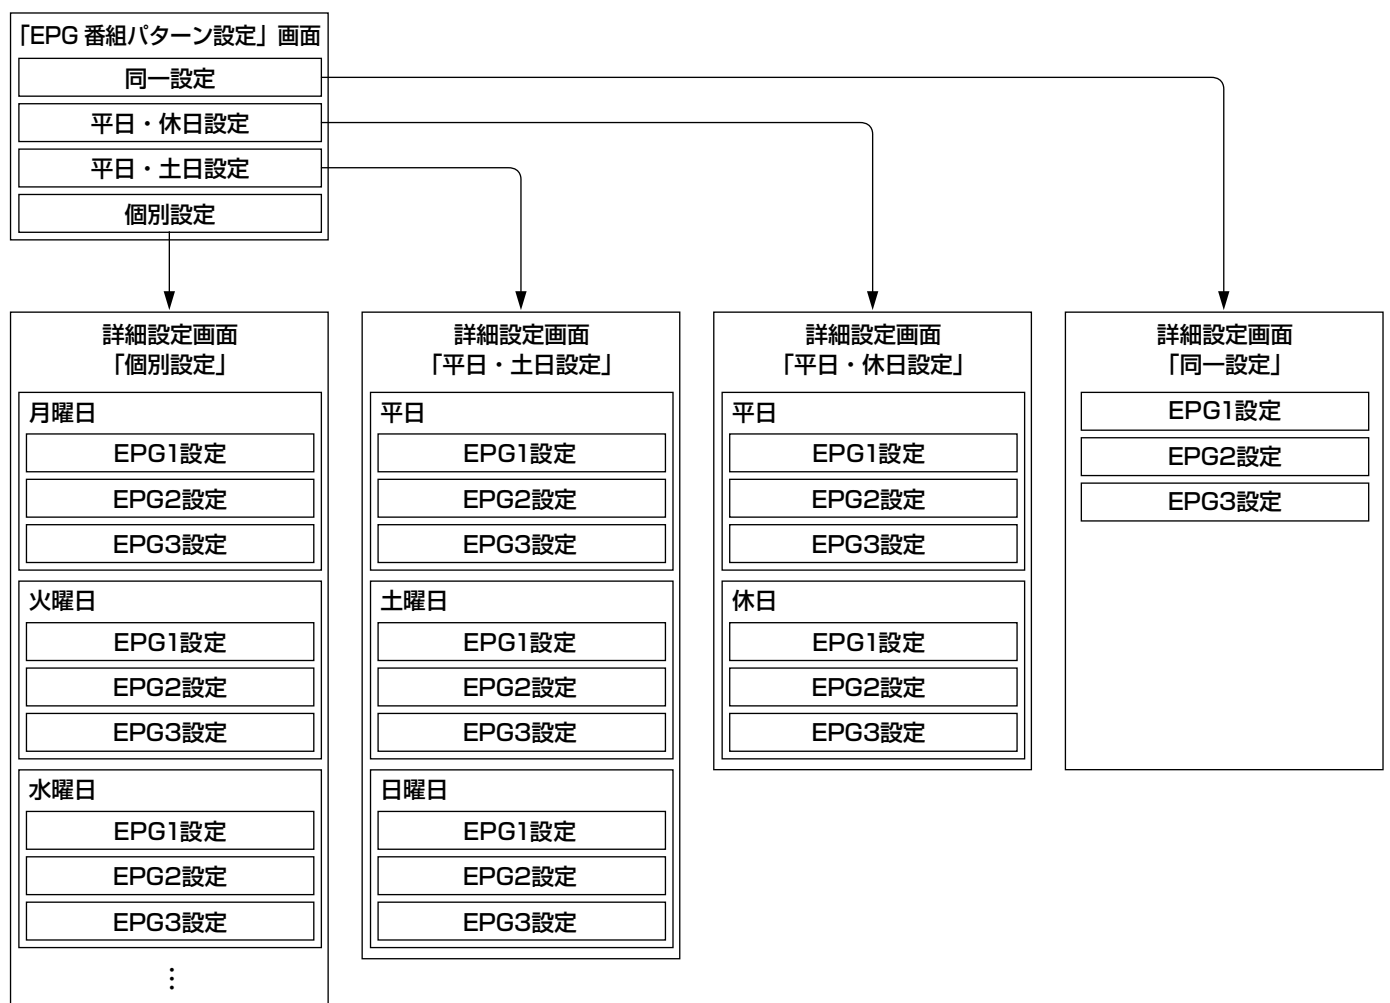 「EPG 番組パターン設定」画面
同一設定
平日・休日設定
平日・土日設定
個別設定
詳細設定画面
「個別設定」
月曜日
EPG1設定
EPG2設定
EPG3設定
火曜日
EPG1設定
EPG2設定
EPG3設定
水曜日
EPG1設定
EPG2設定
EPG3設定
⋮
詳細設定画面
「平日・土日設定」
平日
EPG1設定
EPG2設定
EPG3設定
土曜日
EPG1設定
EPG2設定
EPG3設定
日曜日
EPG1設定
EPG2設定
EPG3設定
詳細設定画面
「平日・休日設定」
平日
EPG1設定
EPG2設定
EPG3設定
休日
EPG1設定
EPG2設定
EPG3設定
詳細設定画面
「同一設定」
EPG1設定
EPG2設定
EPG3設定